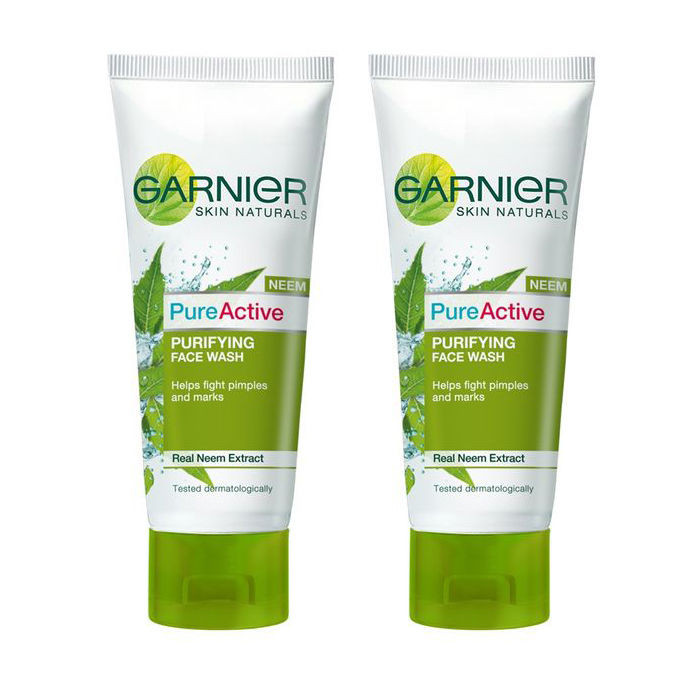 GARNIER
SKIN NATURALS
NEEM
PureActive
PURIFYING
FACE WASH
Helps fight pimples
and marks
Real Neem Extract
Tested dermatologically
GARNIER
SKIN NATURALS
NEEM
PureActive
PURIFYING
FACE WASH
Helps fight pimples
and marks
Real Neem Extract
Tested dermatologically